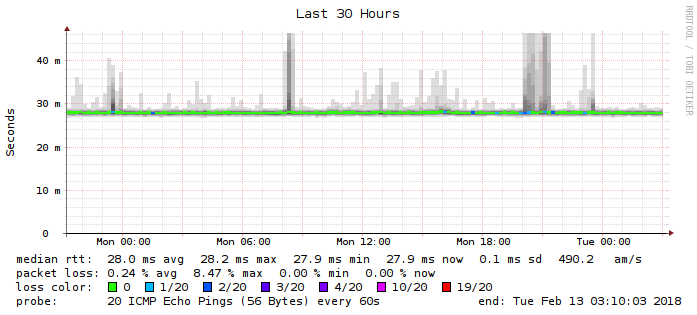 Last 30 Hours
RRDTOOL / TOBI OETIKER
Seconds
40 m
30 m
20 m
10 m
0
Mon 00:00 Mon 06:00 Mon 12:00 Mon 18:00 Tue 00:00
median rtt: 28.0 ms avg 28.2 ms max 27.9 ms min 27.9 ms now 0.1 ms sd 490.2 am/s
packet loss: 0.24 % avg 8.47 % max 0.00 % min 0.00 % now
loss color: 0 1/20 2/20 3/20 4/20 10/20 19/20
probe: 20 ICMP Echo Pings (56 Bytes) every 60s end: Tue Feb 13 03:10:03 2018